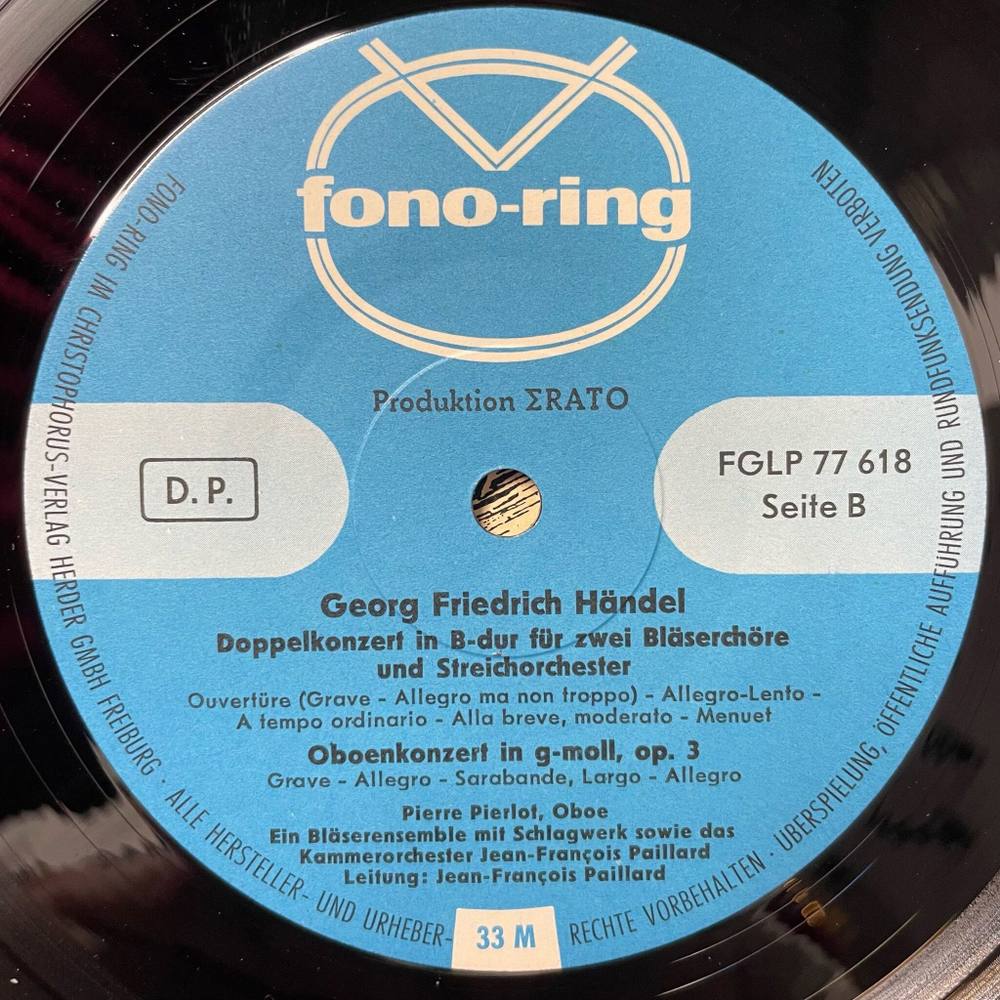 fono-ring
Produktion ΣRATO
D. P.
FGLP 77 618
Seite B
Georg Friedrich Händel
Doppelkonzert in B-dur für zwei Bläserchöre
und Streichorchester
Ouvertüre (Grave - Allegro ma non troppo) - Allegro-Lento -
A tempo ordinario - Alla breve, moderato - Menuet
Oboenkonzert in g-moll, op. 3
Grave - Allegro - Sarabande, Largo - Allegro
Pierre Pierlot, Oboe
Ein Bläserensemble mit Schlagwerk sowie das
Kammerorchester Jean-François Paillard
Leitung: Jean-François Paillard
33 M
FONO-RING IM CHRISTOPHORUS-VERLAG HERDER GMBH FREIBURG · ALLE HERSTELLER- UND URHEBER-RECHTE VORBEHALTEN · ÜBERSPIELUNG, ÖFFENTLICHE AUFFÜHRUNG UND RUNDFUNKSENDUNG VERBOTEN